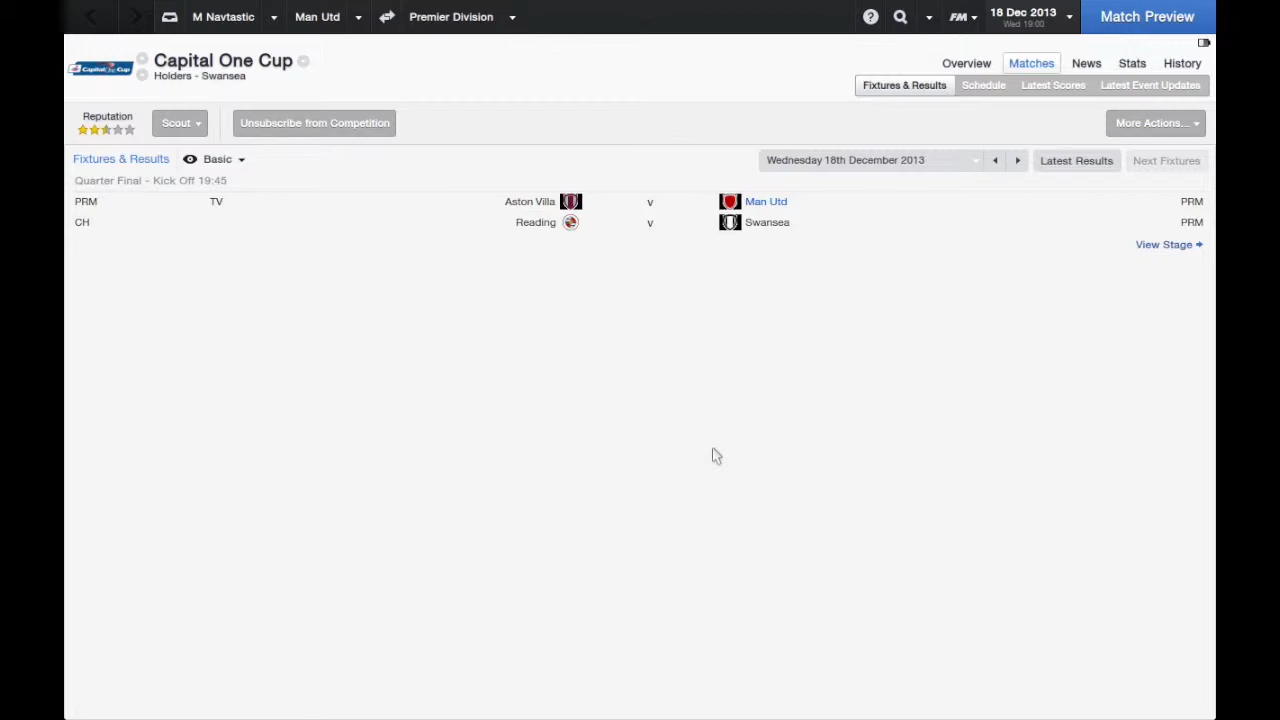 M Navtastic Man Utd Premier Division FM 18 Dec 2013 Match Preview
Wed 19:00
Capital One Cup
Capital One Cup
Holders - Swansea
Overview Matches News Stats History
Fixtures & Results Schedule Latest Scores Latest Event Updates
Reputation
Scout Unsubscribe from Competition More Actions...
Fixtures & Results Basic Wednesday 18th December 2013 Latest Results Next Fixtures
Quarter Final - Kick Off 19:45
PRM TV Aston Villa v Man Utd PRM
CH Reading v Swansea PRM
View Stage